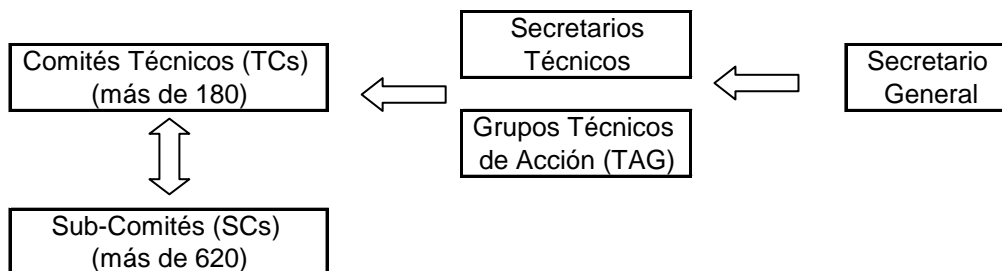 Secretarios
Técnicos
Comités Técnicos (TCs)
(más de 180)
Secretario
General
Grupos Técnicos
de Acción (TAG)
Sub-Comités (SCs)
(más de 620)